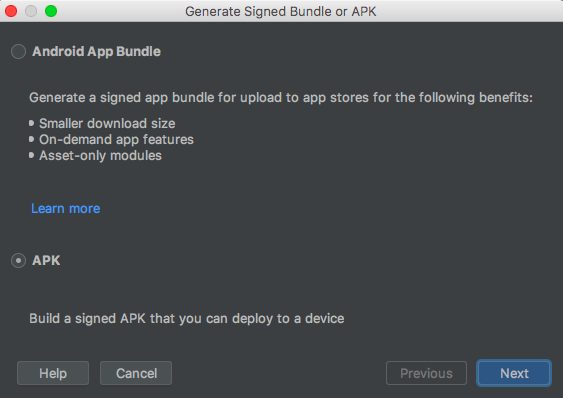 Generate Signed Bundle or APK
Android App Bundle
Generate a signed app bundle for upload to app stores for the following benefits:
• Smaller download size
• On-demand app features
• Asset-only modules
Learn more
APK
Build a signed APK that you can deploy to a device
Help Cancel Previous Next